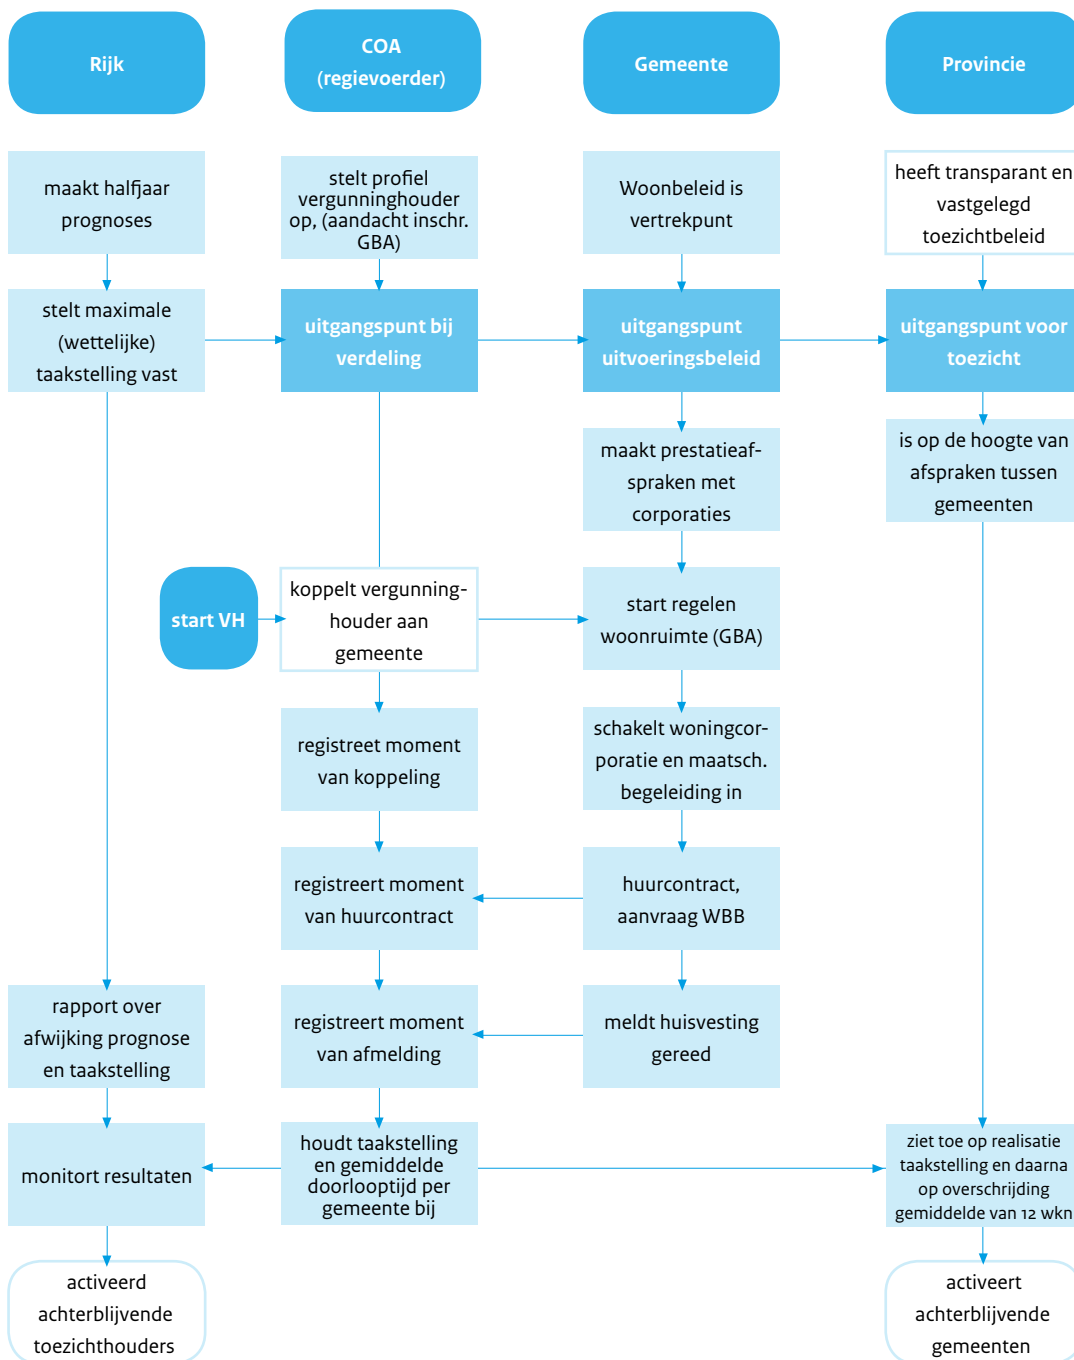 Rijk
COA
(regievoerder)
Gemeente
Provincie
maakt halfjaar
prognoses
stelt profiel
vergunninghouder
op, (aandacht inschr.
GBA)
Woonbeleid is
vertrekpunt
heeft transparant en
vastgelegd
toezichtbeleid
stelt maximale
(wettelijke)
taakstelling vast
uitgangspunt bij
verdeling
uitgangspunt
uitvoeringsbeleid
uitgangspunt voor
toezicht
maakt prestatieaf-
spraken met
corporaties
is op de hoogte van
afspraken tussen
gemeenten
start VH
koppelt vergunning-
houder aan
gemeente
start regelen
woonruimte (GBA)
registreet moment
van koppeling
schakelt woningcor-
poratie en maatsch.
begeleiding in
registreert moment
van huurcontract
huurcontract,
aanvraag WBB
rapport over
afwijking prognose
en taakstelling
registreert moment
van afmelding
meldt huisvesting
gereed
monitort resultaten
houdt taakstelling
en gemiddelde
doorlooptijd per
gemeente bij
ziet toe op realisatie
taakstelling en daarna
op overschrijding
gemiddelde van 12 wkn
activeerd
achterblijvende
toezichthouders
activeert
achterblijvende
gemeenten